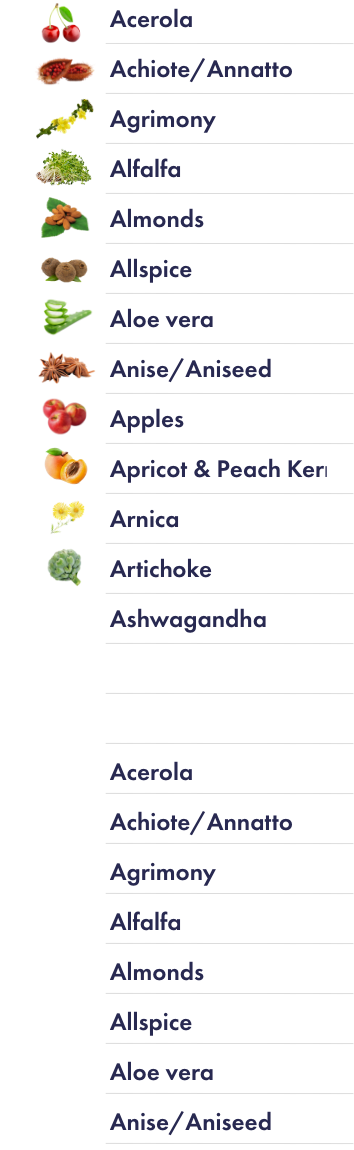 Acerola
Achiote/Annatto
Agrimony
Alfalfa
Almonds
Allspice
Aloe vera
Anise/Aniseed
Apples
Apricot & Peach Ker
Arnica
Artichoke
Ashwagandha
Acerola
Achiote/Annatto
Agrimony
Alfalfa
Almonds
Allspice
Aloe vera
Anise/Aniseed